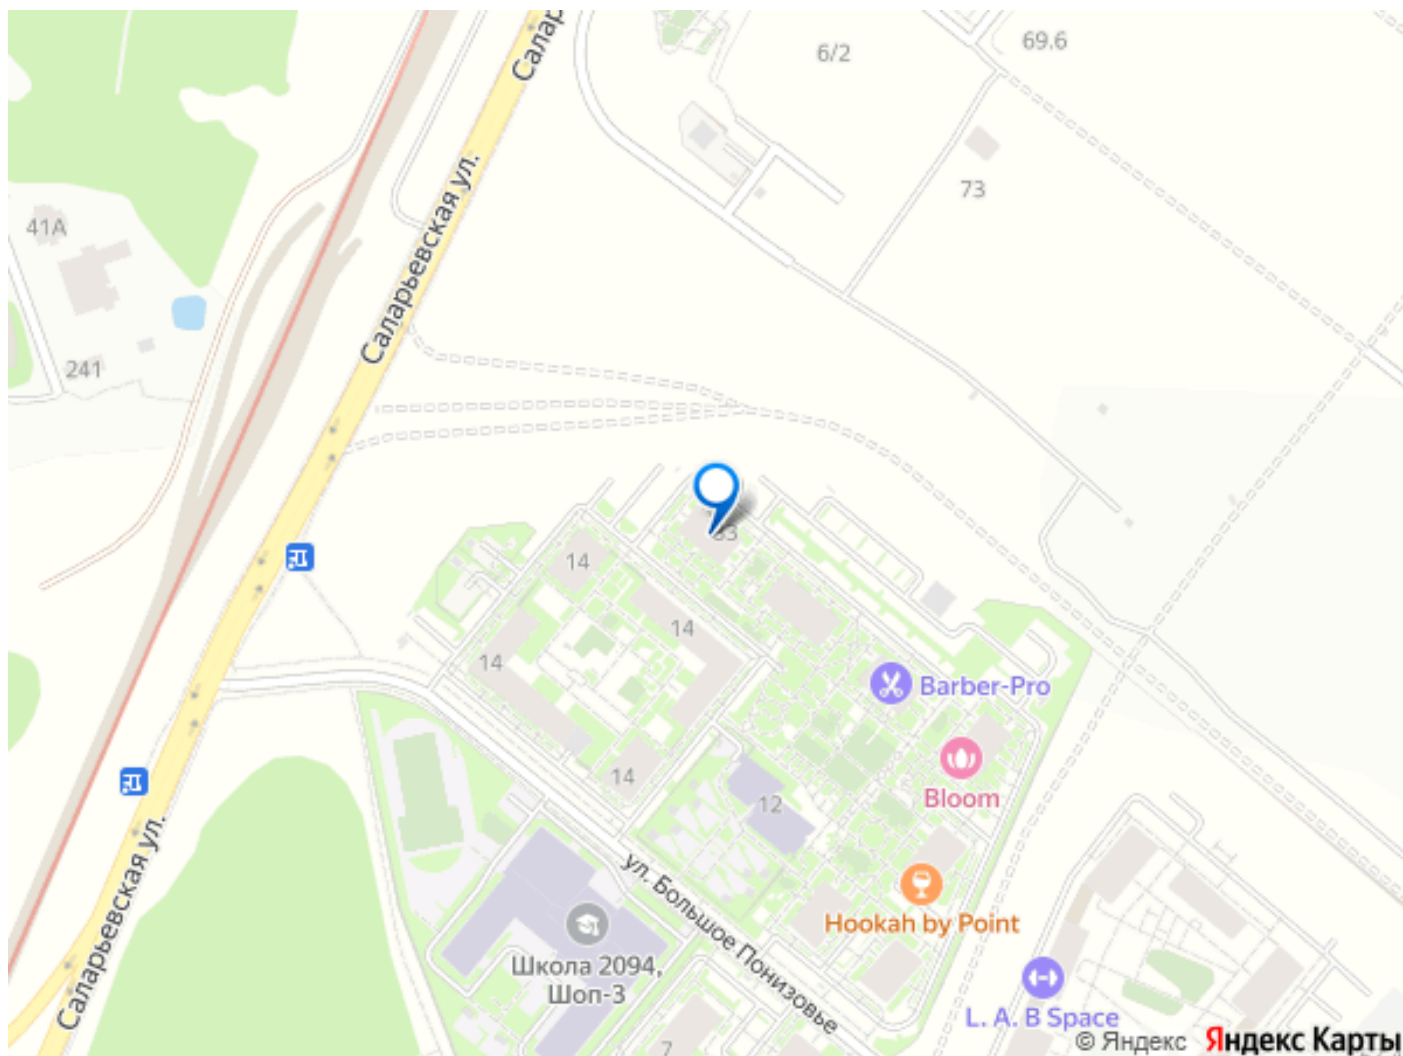 Салар
6/2
69.6
73
Саларьевская ул.
41А
241
33
14
14
14
14
12
Barber-Pro
Bloom
Hookah by Point
ул. Большое Понизовье
Школа 2094,
Шоп-3
Саларьевская ул.
L. A. B Space
7
© Яндекс Яндекс Карты